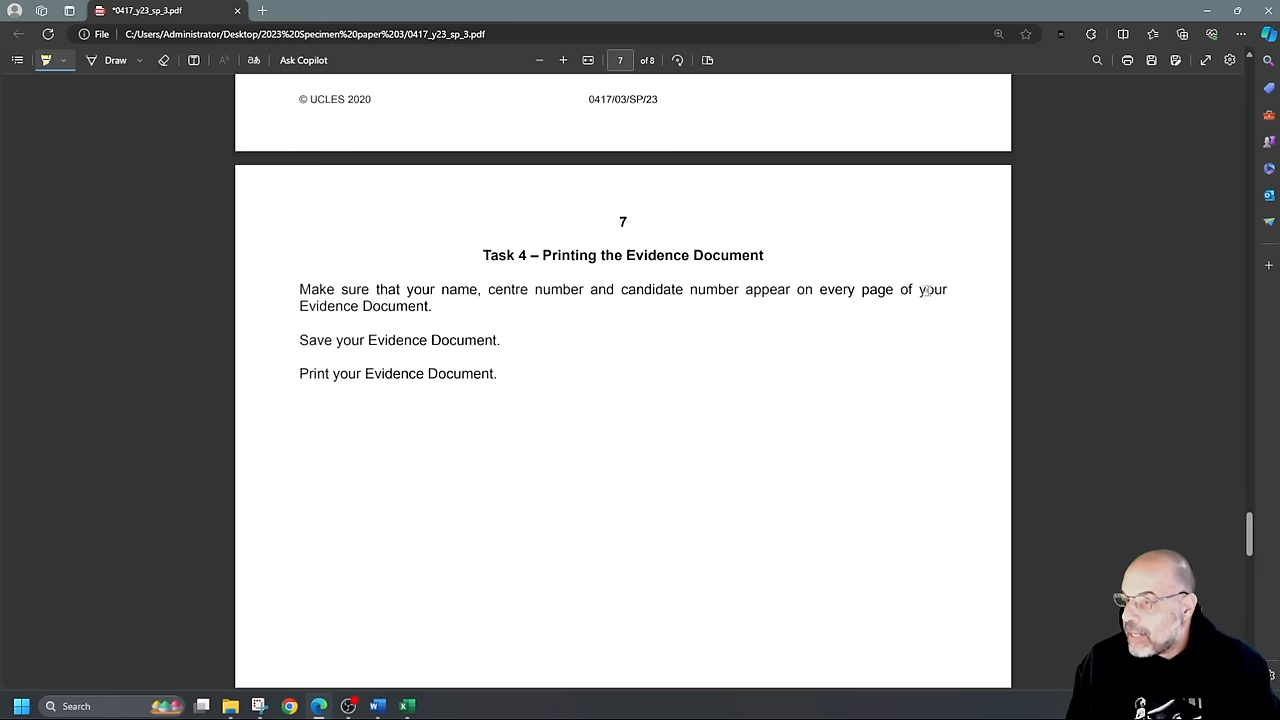 *0417_y23_sp_3.pdf
File
C:/Users/Administrator/Desktop/2023%20Specimen%20paper%203/0417_y23_sp_3.pdf
Draw
aあ
Ask Copilot
7
of 8
© UCLES 2020
0417/03/SP/23
7
Task 4 – Printing the Evidence Document
Make sure that your name, centre number and candidate number appear on every page of your
Evidence Document.
Save your Evidence Document.
Print your Evidence Document.
Search